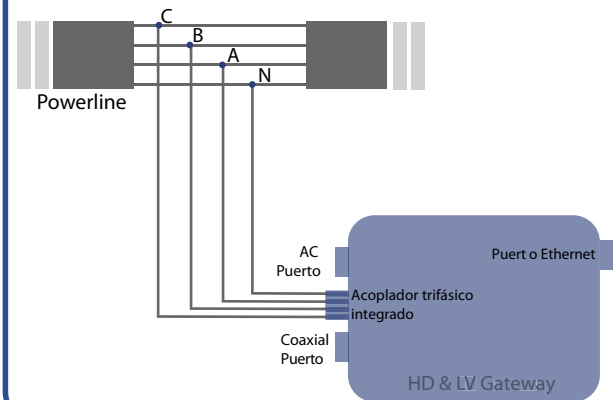 C
B
A
N
Powerline
AC
Puerto
Puert o Ethernet
Acoplador trifásico
integrado
Coaxial
Puerto
HD & LV Gateway